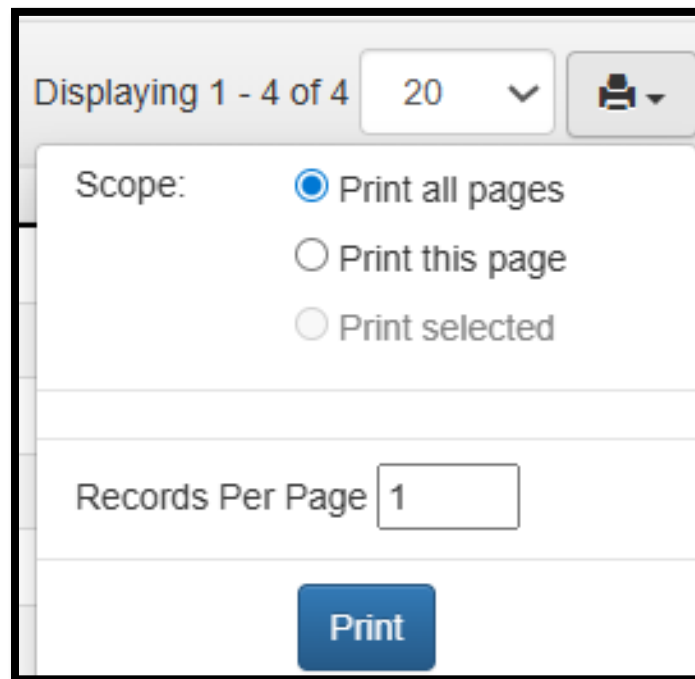 Displaying 1 - 4 of 4 20
Scope: Print all pages
Print this page
Print selected
Records Per Page 1
Print